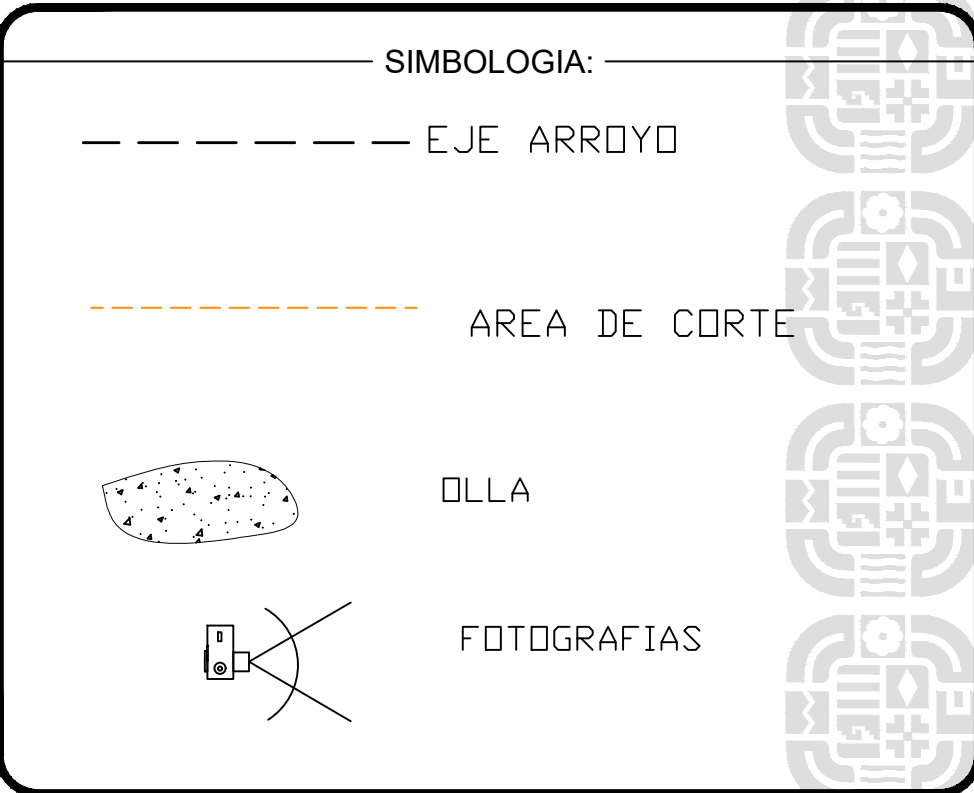 SIMBOLOGIA:
EJE ARROYO
AREA DE CORTE
OLLA
FOTOGRAFIAS